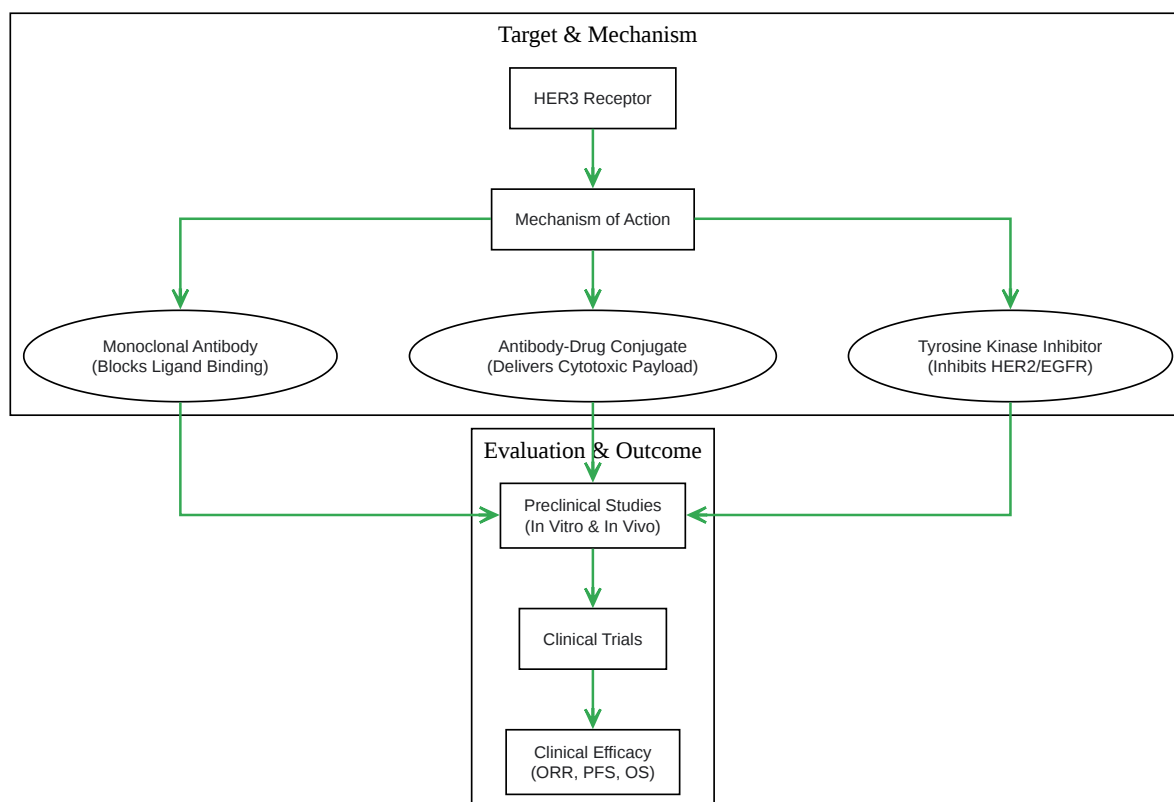 Target & Mechanism
HER3 Receptor
Mechanism of Action
Monoclonal Antibody
(Blocks Ligand Binding)
Antibody-Drug Conjugate
(Delivers Cytotoxic Payload)
Tyrosine Kinase Inhibitor
(Inhibits HER2/EGFR)
Evaluation & Outcome
Preclinical Studies
(In Vitro & In Vivo)
Clinical Trials
Clinical Efficacy
(ORR, PFS, OS)